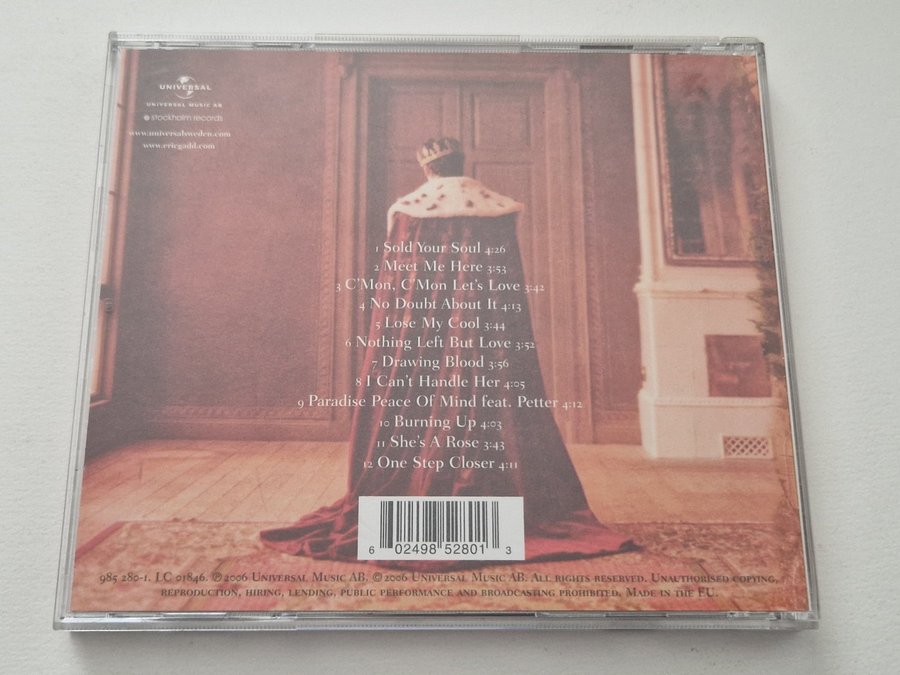 UNIVERSAL
UNIVERSAL MUSIC AB
stockholm records
www.universalsweden.com
www.ericgadd.com
1 Sold Your Soul 4:26
2 Meet Me Here 3:53
3 C'Mon, C'Mon Let's Love 3:42
4 No Doubt About It 4:13
5 Lose My Cool 3:44
6 Nothing Left But Love 3:52
7 Drawing Blood 3:56
8 I Can't Handle Her 4:05
9 Paradise Peace Of Mind feat. Petter 4:12
10 Burning Up 4:03
11 She's A Rose 3:43
12 One Step Closer 4:11
6 02498 52801 3
985 280-1. LC 01846. ℗ 2006 Universal Music AB. © 2006 Universal Music AB. All rights reserved. Unauthorised copying,
reproduction, hiring, lending, public performance and broadcasting prohibited. Made in the EU.